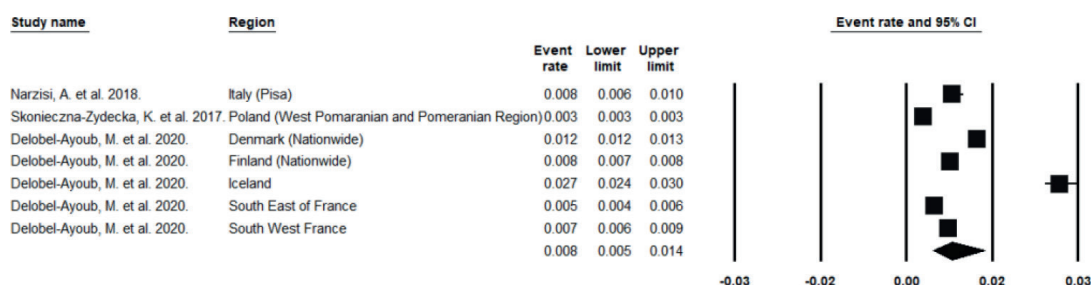 Study name Region Event rate and 95% CI
Event Lower Upper
rate limit limit
Narzisi, A. et al. 2018. Italy (Pisa) 0.008 0.006 0.010
Skonieczna-Zydecka, K. et al. 2017. Poland (West Pomaranian and Pomeranian Region) 0.003 0.003 0.003
Delobel-Ayoub, M. et al. 2020. Denmark (Nationwide) 0.012 0.012 0.013
Delobel-Ayoub, M. et al. 2020. Finland (Nationwide) 0.008 0.007 0.008
Delobel-Ayoub, M. et al. 2020. Iceland 0.027 0.024 0.030
Delobel-Ayoub, M. et al. 2020. South East of France 0.005 0.004 0.006
Delobel-Ayoub, M. et al. 2020. South West France 0.007 0.006 0.009
0.008 0.005 0.014
-0.03 -0.02 0.00 0.02 0.03